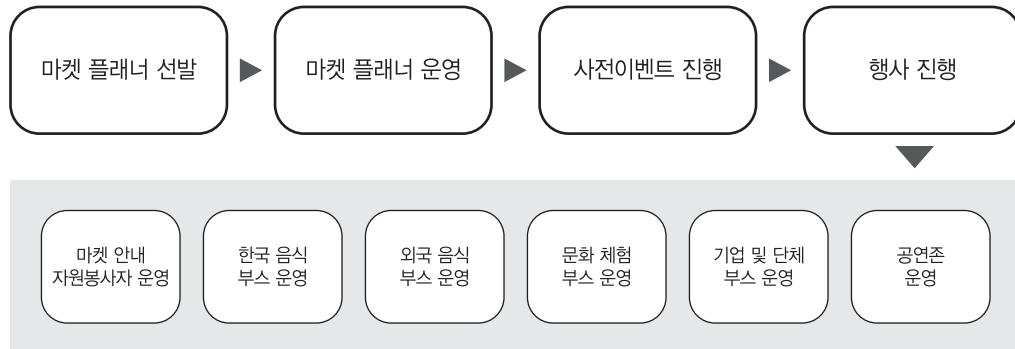 마켓 플래너 선발
마켓 플래너 운영
사전이벤트 진행
행사 진행
마켓 안내
자원봉사자 운영
한국 음식
부스 운영
외국 음식
부스 운영
문화 체험
부스 운영
기업 및 단체
부스 운영
공연존
운영